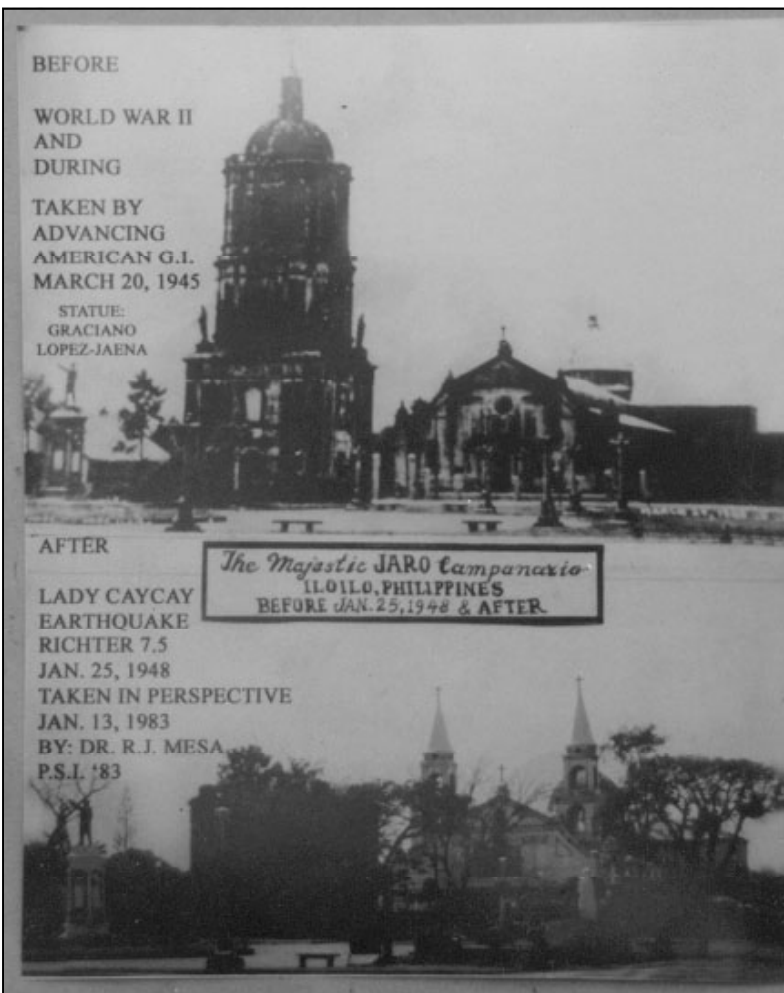 BEFORE
WORLD WAR II
AND
DURING
TAKEN BY
ADVANCING
AMERICAN G.I.
MARCH 20, 1945
STATUE:
GRACIANO
LOPEZ-JAENA
AFTER
The Majestic JARO Campanario
ILOILO, PHILIPPINES
BEFORE JAN. 25, 1948 & AFTER
LADY CAYCAY
EARTHQUAKE
RICHTER 7.5
JAN. 25, 1948
TAKEN IN PERSPECTIVE
JAN. 13, 1983
BY: DR. R.J. MESA
P.S.I. '83